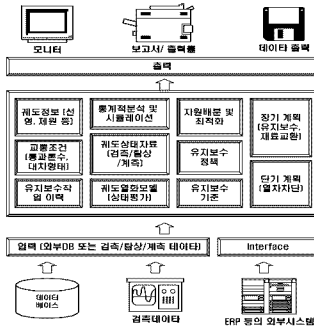 모니터
보고서/ 출력물
데이타 출력
출력
궤도정보 (선
형, 제원 등)
통계적분석 및
시뮬레이션
자원배분 및
최적화
장기 계획
(유지보수,
재료교환)
교통조건
(통과톤수,
대차형태)
궤도상태자료
(검측/탐상
/계측)
유지보수
정책
단기 계획
(열차차단)
유지보수작
업 이력
궤도열화모델
(상태평가)
유지보수
기준
입력 (외부DB 또는 검측/탐상/계측 데이타)
Interface
데이타
베이스
검측데이타
ERP 등의 외부시스템